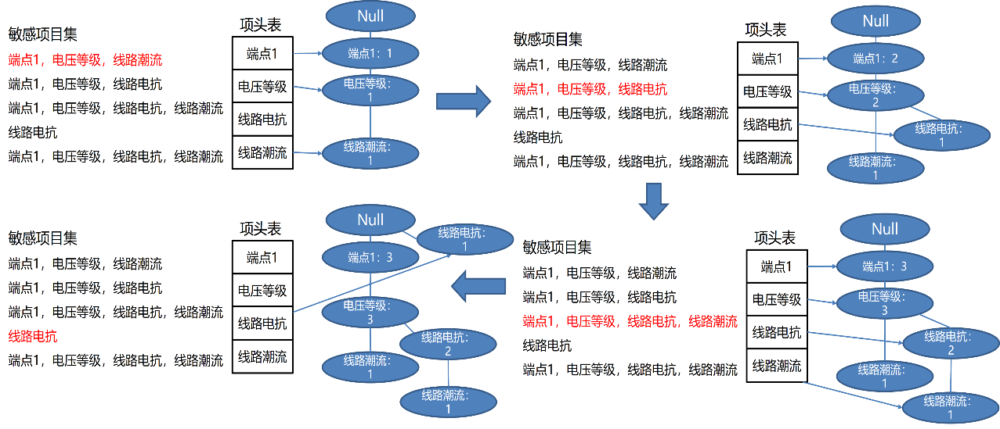 敏感项目集
端点1，电压等级，线路潮流
端点1，电压等级，线路电抗
端点1，电压等级，线路电抗，线路潮流
线路电抗
端点1，电压等级，线路电抗，线路潮流
项头表
端点1
电压等级
线路电抗
线路潮流
Null
端点1：1
电压等级：
1
线路潮流：
1
敏感项目集
端点1，电压等级，线路潮流
端点1，电压等级，线路电抗
端点1，电压等级，线路电抗，线路潮流
线路电抗
端点1，电压等级，线路电抗，线路潮流
项头表
端点1
电压等级
线路电抗
线路潮流
Null
端点1：2
电压等级：
2
线路电抗：
1
线路潮流：
1
敏感项目集
端点1，电压等级，线路潮流
端点1，电压等级，线路电抗
端点1，电压等级，线路电抗，线路潮流
线路电抗
端点1，电压等级，线路电抗，线路潮流
项头表
端点1
电压等级
线路电抗
线路潮流
Null
线路电抗：
1
端点1：3
电压等级：
3
线路电抗：
2
线路潮流：
1
线路潮流：
1
敏感项目集
端点1，电压等级，线路潮流
端点1，电压等级，线路电抗
端点1，电压等级，线路电抗，线路潮流
线路电抗
端点1，电压等级，线路电抗，线路潮流
项头表
端点1
电压等级
线路电抗
线路潮流
Null
端点1：3
电压等级：
3
线路电抗：
2
线路潮流：
1
线路潮流：
1